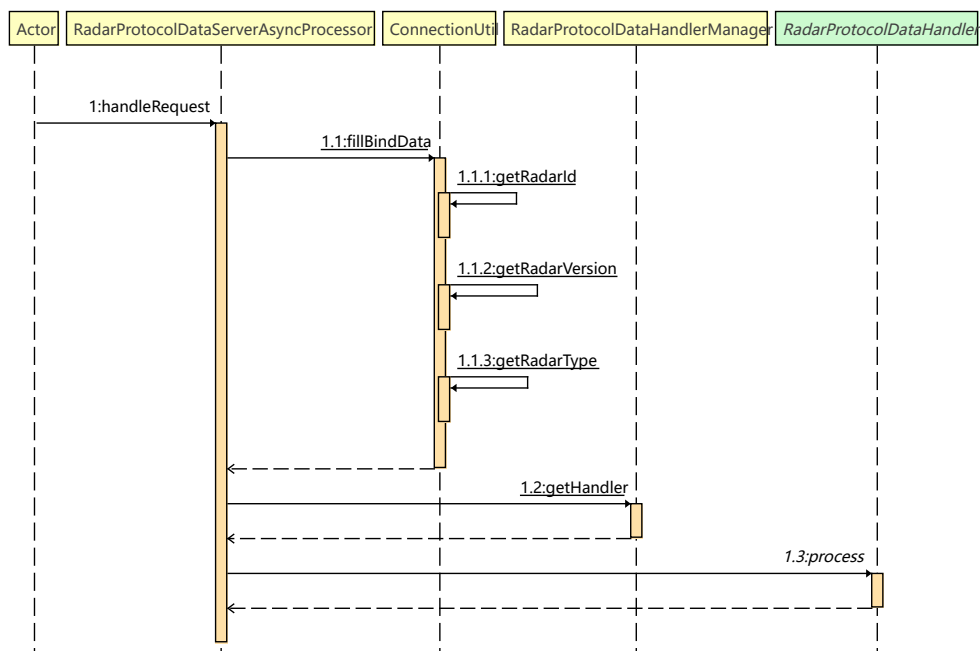 Actor
RadarProtocolDataServerAsyncProcessor
ConnectionUtil
RadarProtocolDataHandlerManager
RadarProtocolDataHandler
1:handleRequest
1.1:fillBindData
1.1.1:getRadarId
1.1.2:getRadarVersion
1.1.3:getRadarType
1.2:getHandler
1.3:process